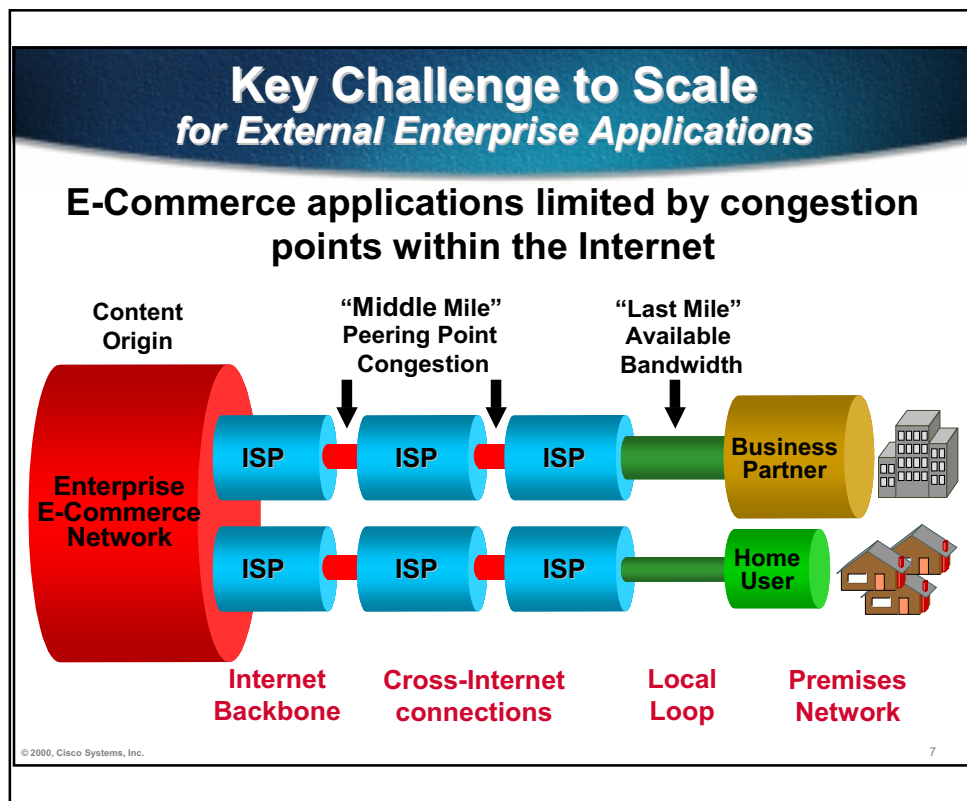 Key Challenge to Scale
for External Enterprise Applications
E-Commerce applications limited by congestion
points within the Internet
Content
Origin
“Middle Mile”
Peering Point
Congestion
“Last Mile”
Available
Bandwidth
Enterprise
E-Commerce
Network
ISP
ISP
ISP
Business
Partner
ISP
ISP
ISP
Home
User
Internet
Backbone
Cross-Internet
connections
Local
Loop
Premises
Network
© 2000, Cisco Systems, Inc.
7